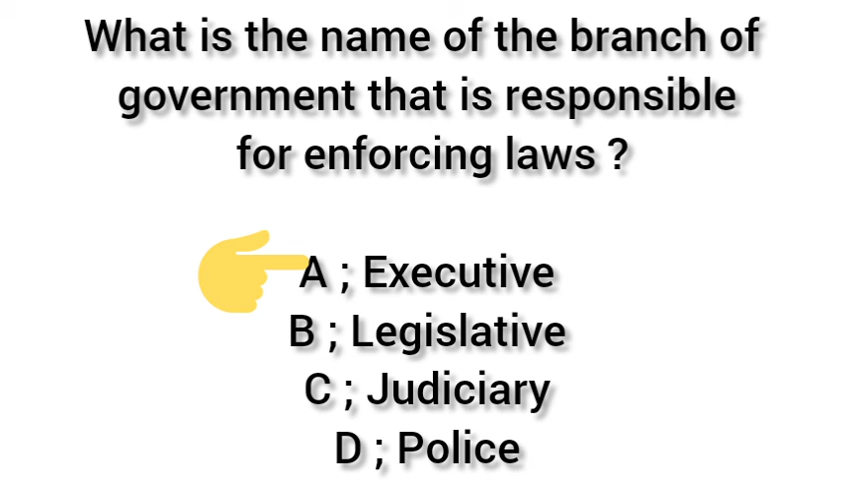 What is the name of the branch of
government that is responsible
for enforcing laws ?
A ; Executive
B ; Legislative
C ; Judiciary
D ; Police